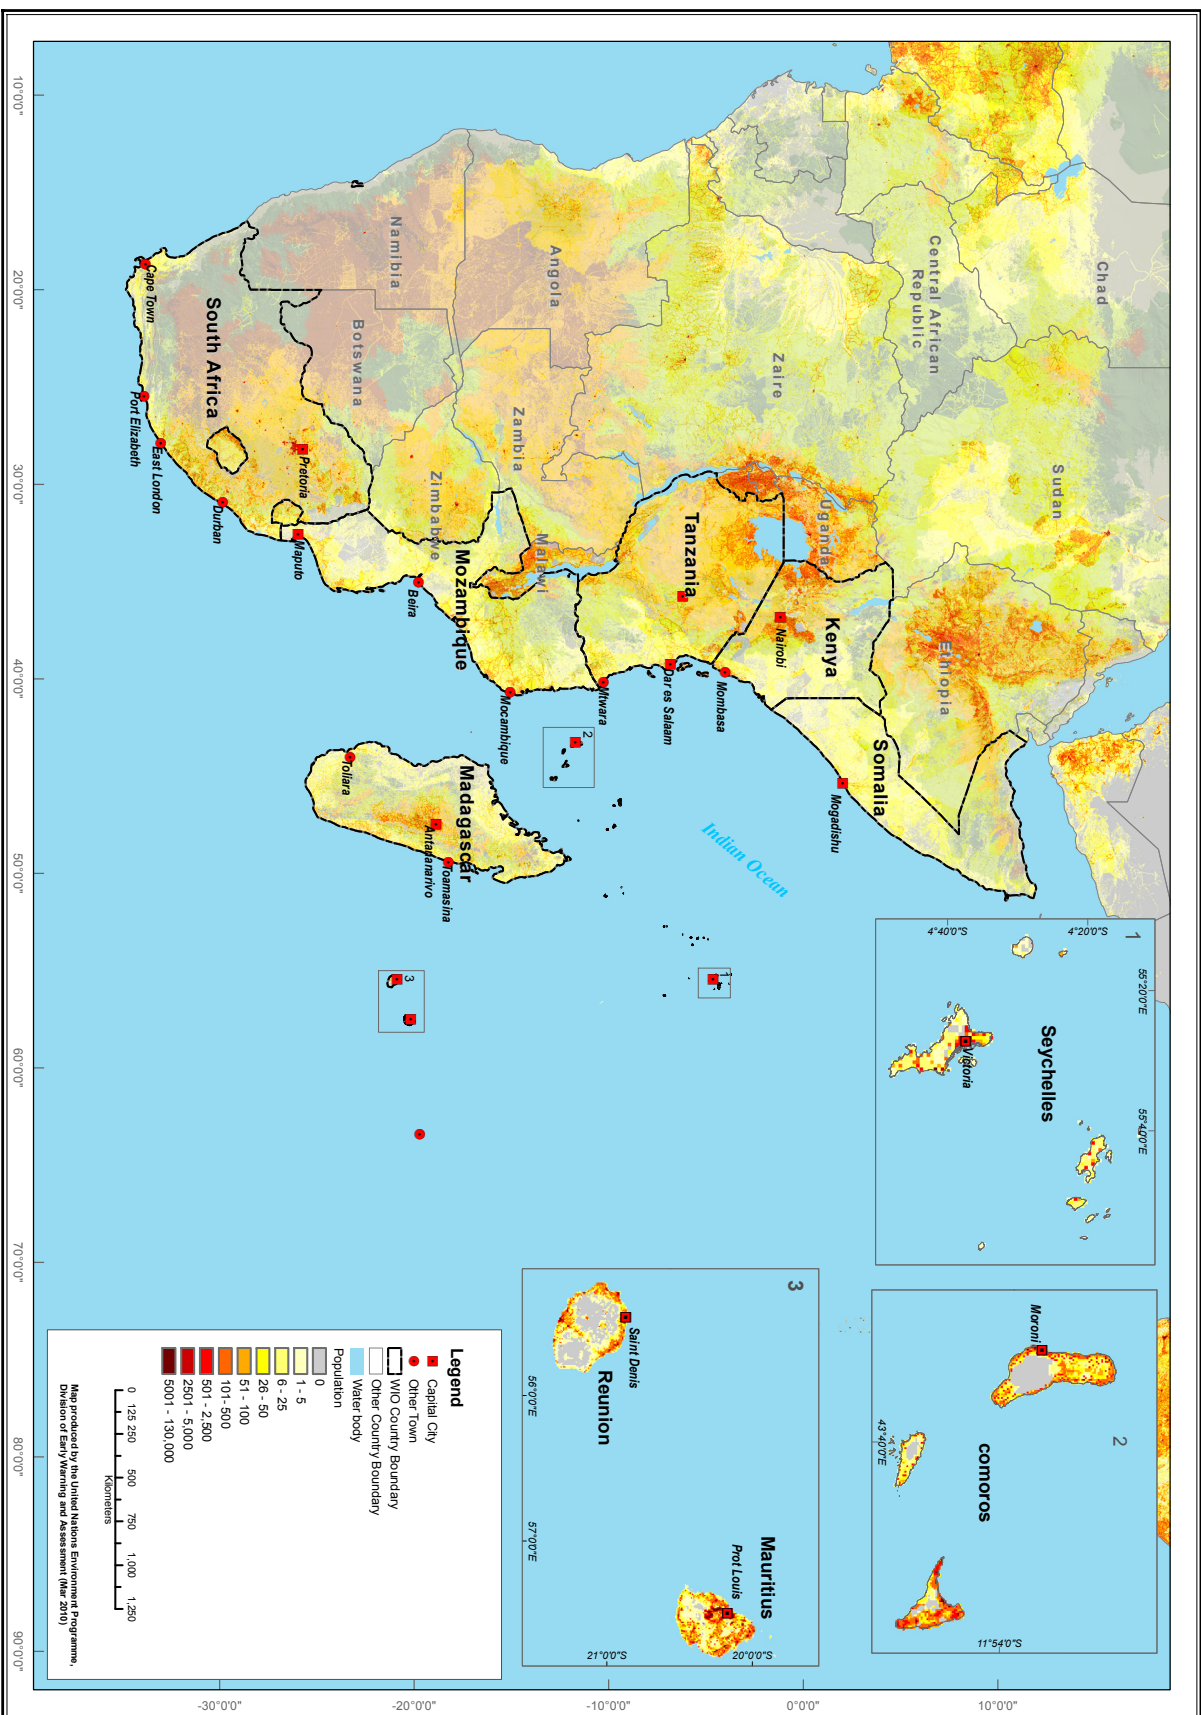 10°0'0"
20°0'0"
30°0'0"
40°0'0"
50°0'0"
60°0'0"
70°0'0"
80°0'0"
90°0'0"
10°0'0"
0°0'0"
-10°0'0"
-20°0'0"
-30°0'0"
Chad
Sudan
Central African
Republic
Ethiopia
Zaire
Uganda
Kenya
Nairobi
Somalia
Mogadishu
Mombasa
Tanzania
Dar es Salaam
Mtwara
Angola
Zambia
Malawi
Mozambique
Mocambique
Zimbabwe
Beira
Namibia
Botswana
South Africa
Pretoria
Maputo
Durban
East London
Port Elizabeth
Cape Town
Madagascar
Antananarivo
Toamasina
Toliara
Indian Ocean
1
2
3
1
Seychelles
Victoria
55°20'0"E
55°40'0"E
4°20'0"S
4°40'0"S
2
comoros
Moroni
43°40'0"E
11°54'0"S
3
Saint Denis
Reunion
Mauritius
Prot Louis
56°0'0"E
57°0'0"E
20°0'0"S
21°0'0"S
Legend
Capital City
Other Town
WIO Country Boundary
Other Country Boundary
Water body
Population
0
1 - 5
6 - 25
26 - 50
51 - 100
101- 500
501 - 2,500
2501 - 5,000
5001 - 130,000
0 125 250 500 750 1,000 1,250
Kilometers
Map produced by the United Nations Environment Programme,
Division of Early Warning and Assessment (Mar 2010)